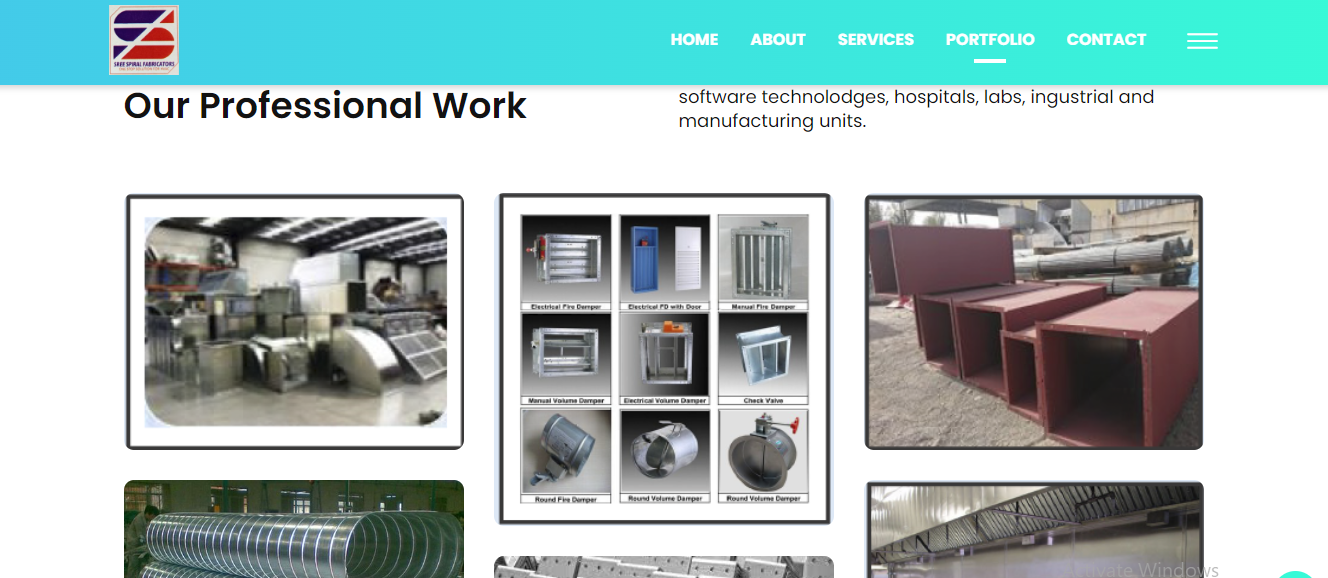 SREE SPIRAL FABRICATORS
HOME ABOUT SERVICES PORTFOLIO CONTACT
Our Professional Work
software technolodges, hospitals, labs, ingustrial and
manufacturing units.
Electrical Fire Damper
Electrical FD with Door
Manual Fire Damper
Manual Volume Damper
Electrical Volume Damper
Check Valve
Round Fire Damper
Round Volume Damper
Round Volume Damper
Activate Windows